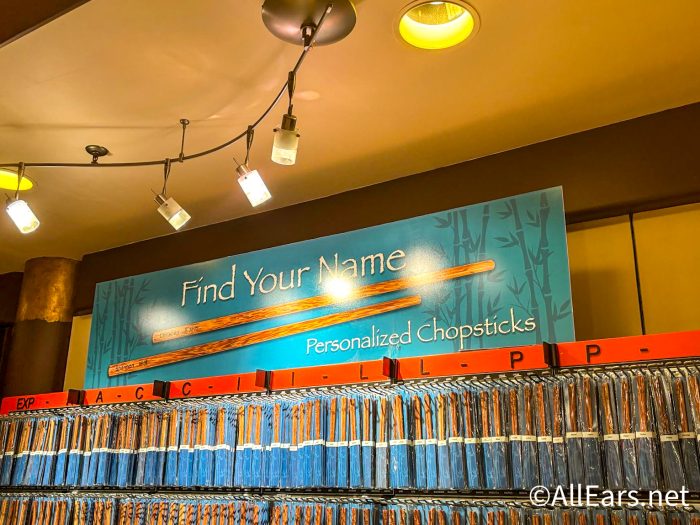 Find Your Name
Personalized Chopsticks
EXP - A - C C - I I - L L - P P -
©AllEars.net